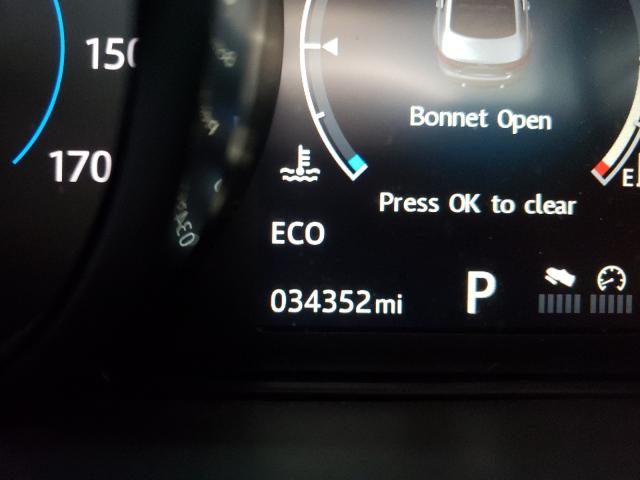 150
170
Bonnet Open
Press OK to clear
E
ECO
034352mi
P